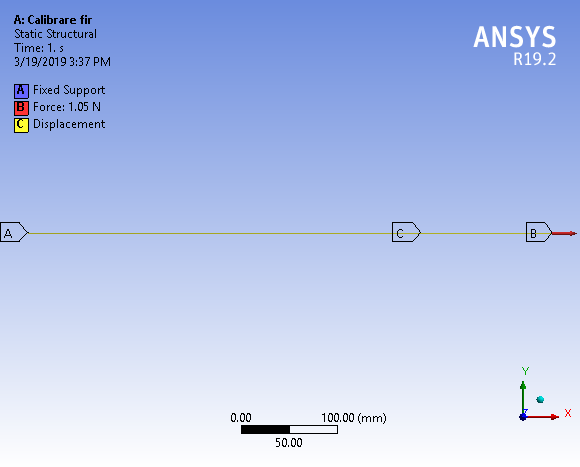 A: Calibrare fir
Static Structural
Time: 1. s
3/19/2019 3:37 PM
A Fixed Support
B Force: 1.05 N
C Displacement
ANSYS
R19.2
A
C
B
0.00 100.00 (mm)
50.00
Y
Z
X